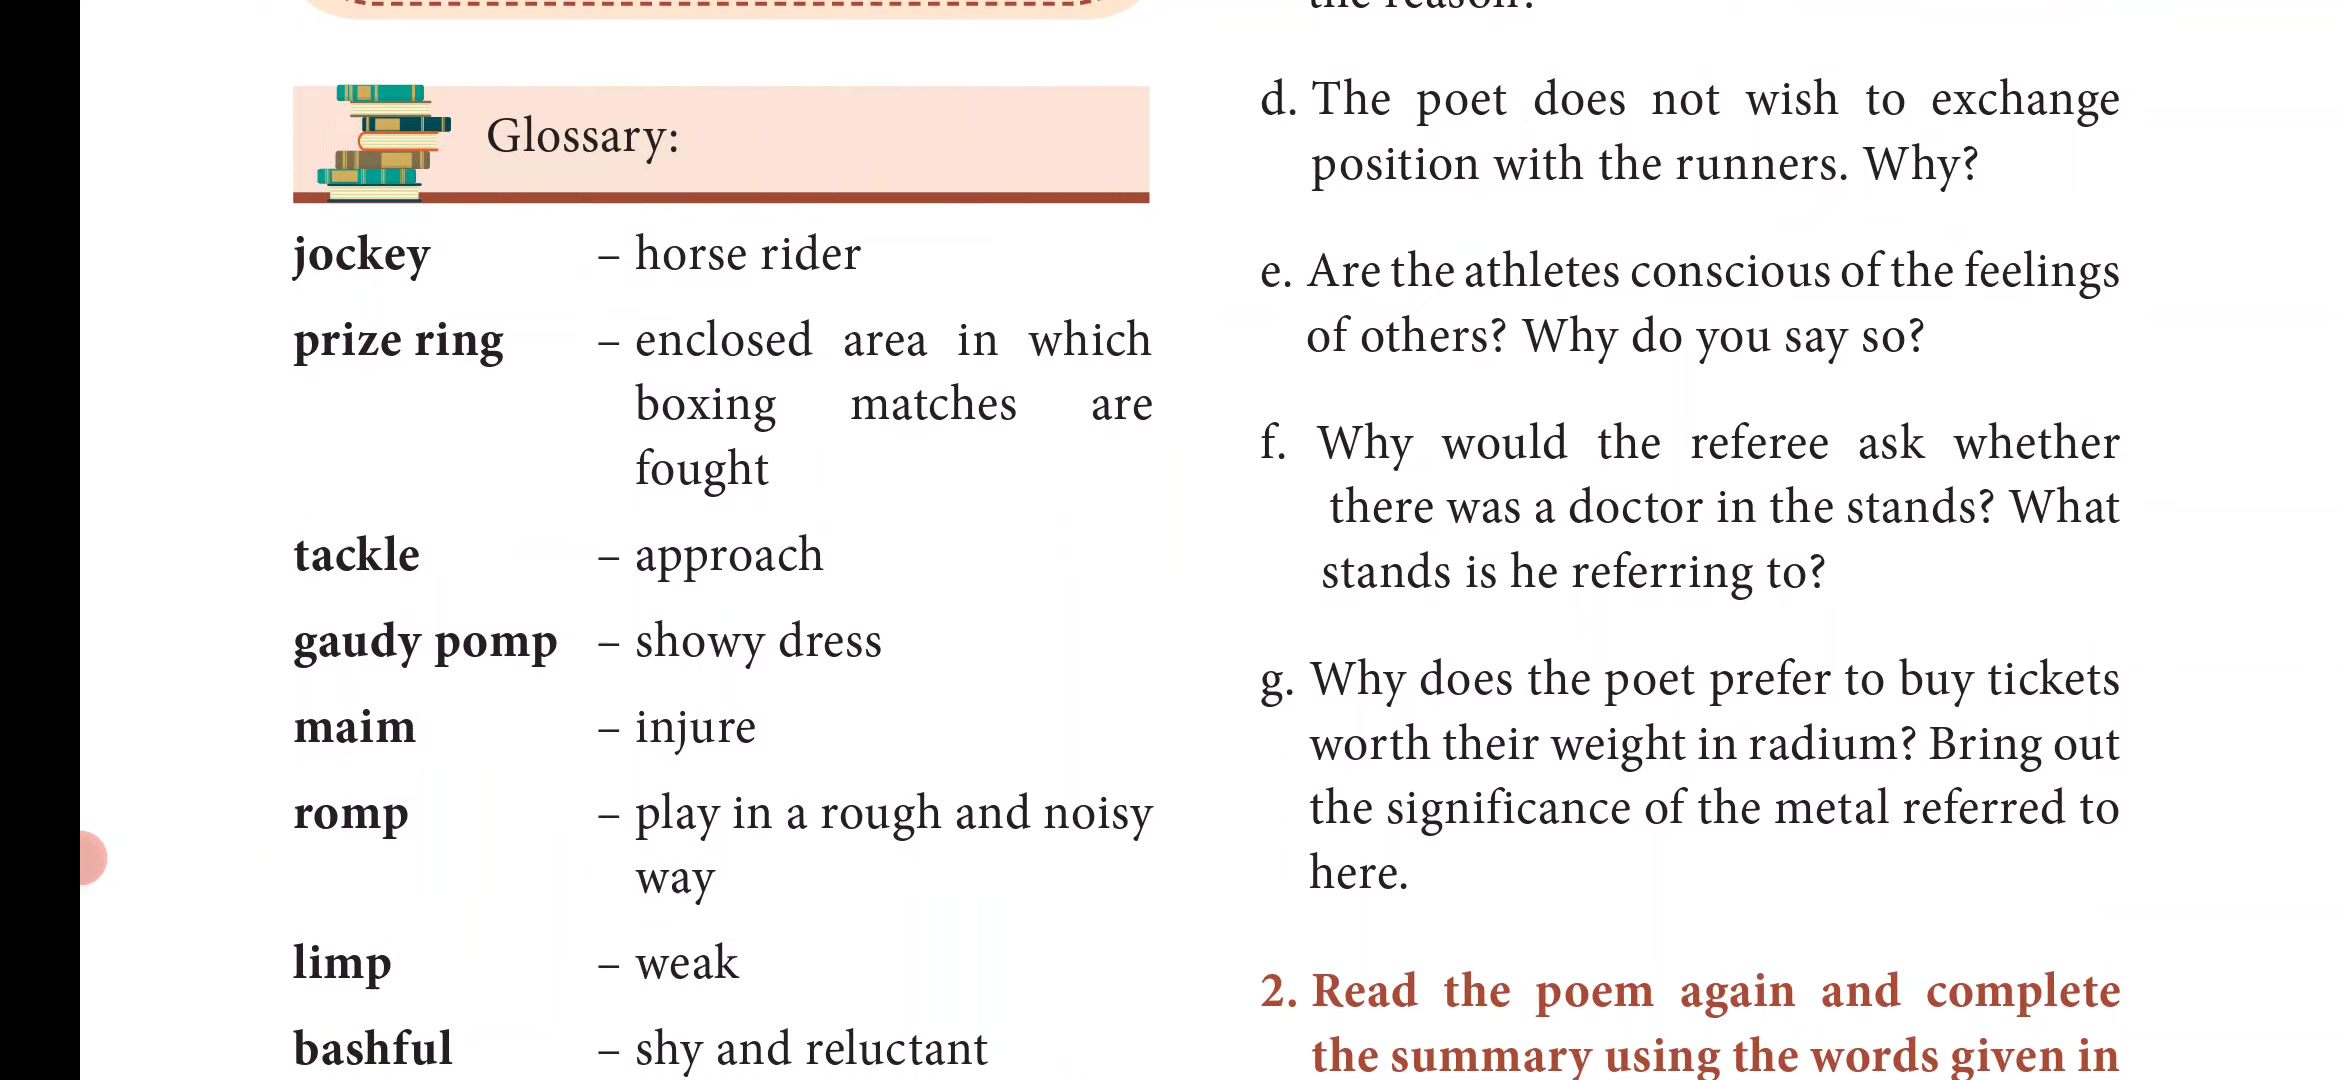 Glossary:
jockey – horse rider
prize ring – enclosed area in which
boxing matches are
fought
tackle – approach
gaudy pomp – showy dress
maim – injure
romp – play in a rough and noisy
way
limp – weak
bashful – shy and reluctant
the reason?
d. The poet does not wish to exchange
position with the runners. Why?
e. Are the athletes conscious of the feelings
of others? Why do you say so?
f. Why would the referee ask whether
there was a doctor in the stands? What
stands is he referring to?
g. Why does the poet prefer to buy tickets
worth their weight in radium? Bring out
the significance of the metal referred to
here.
2. Read the poem again and complete
the summary using the words given in